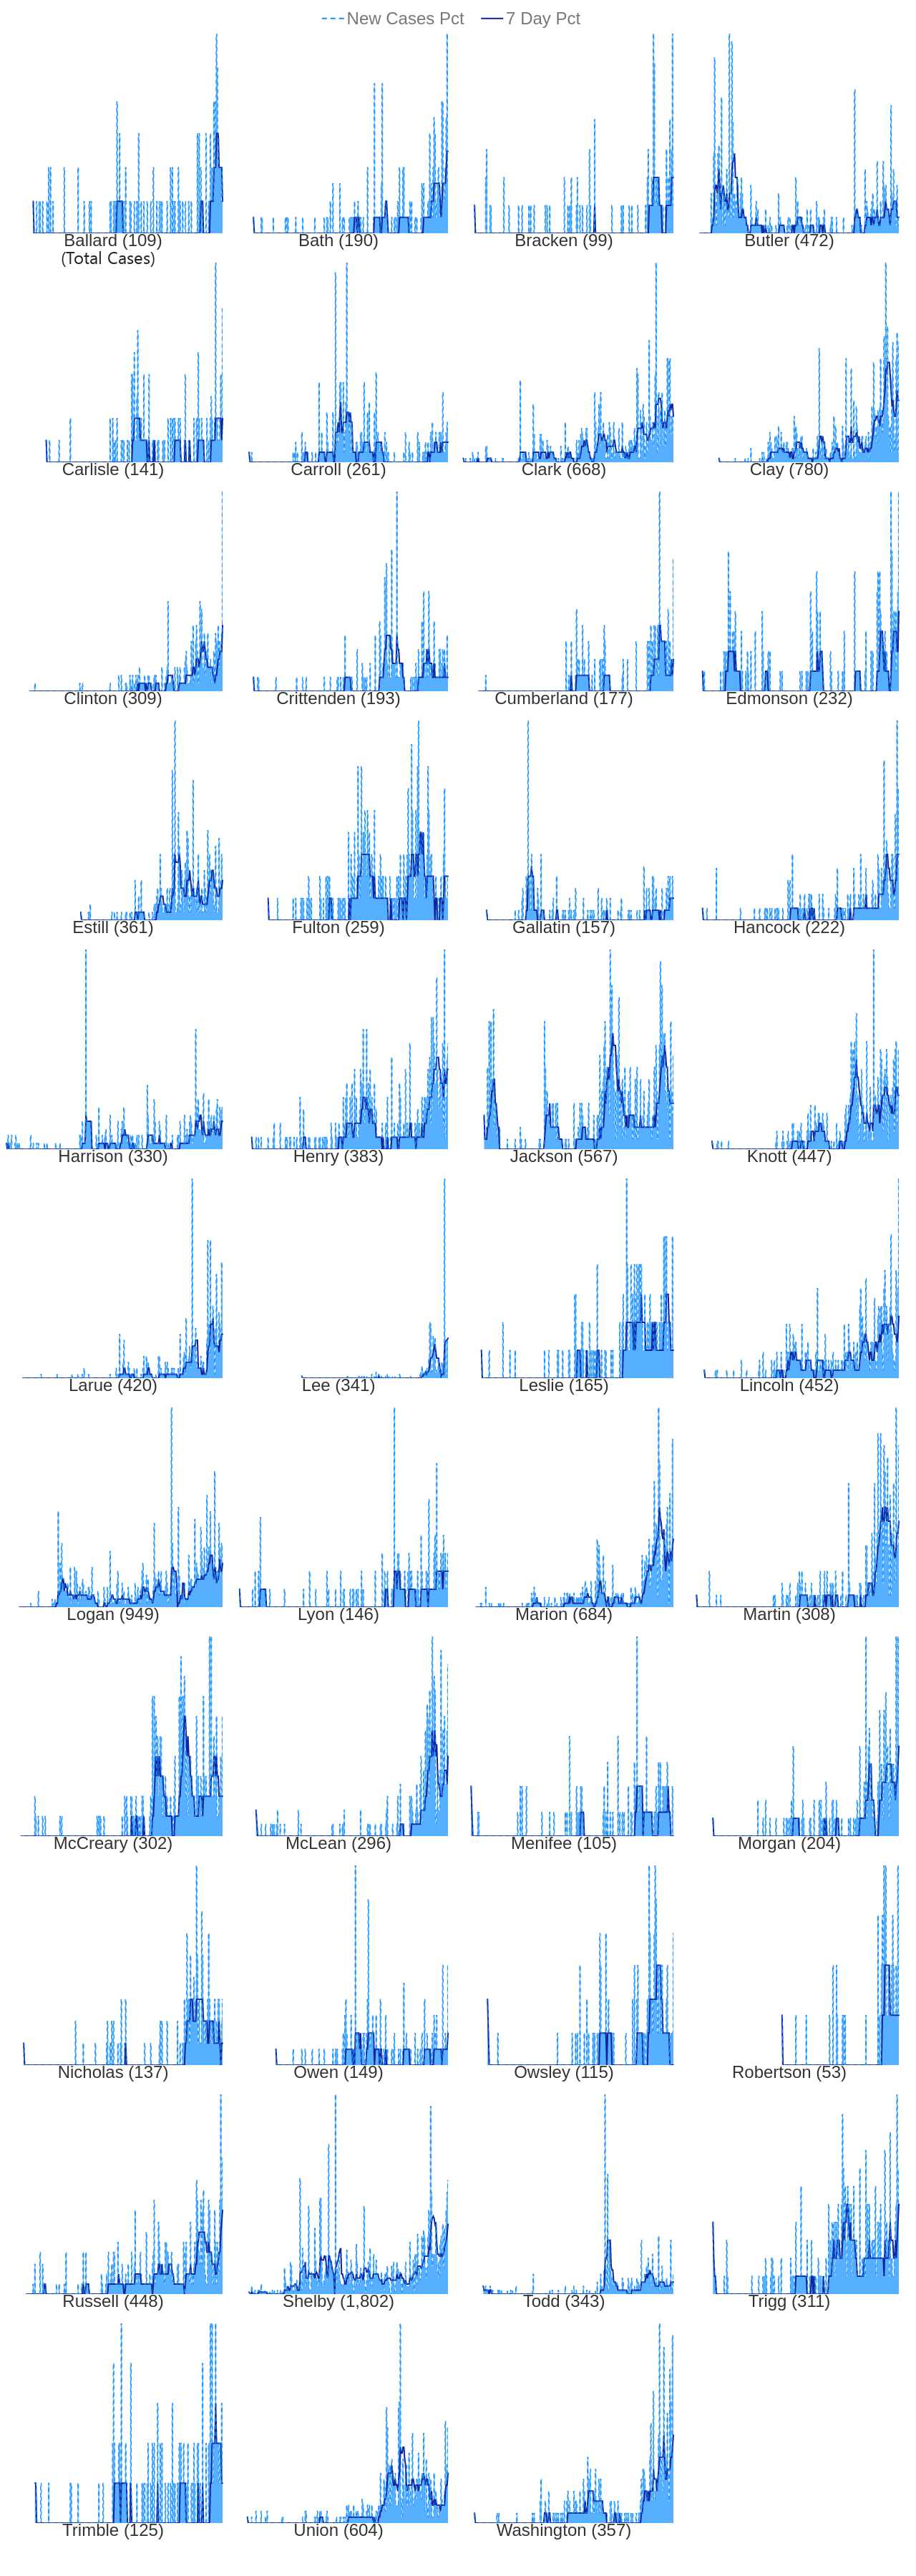 New Cases Pct 7 Day Pct
Ballard (109) Bath (190) Bracken (99) Butler (472)
(Total Cases)
Carlisle (141) Carroll (261) Clark (668) Clay (780)
Clinton (309) Crittenden (193) Cumberland (177) Edmonson (232)
Estill (361) Fulton (259) Gallatin (157) Hancock (222)
Harrison (330) Henry (383) Jackson (567) Knott (447)
Larue (420) Lee (341) Leslie (165) Lincoln (452)
Logan (949) Lyon (146) Marion (684) Martin (308)
McCreary (302) McLean (296) Menifee (105) Morgan (204)
Nicholas (137) Owen (149) Owsley (115) Robertson (53)
Russell (448) Shelby (1,802) Todd (343) Trigg (311)
Trimble (125) Union (604) Washington (357)